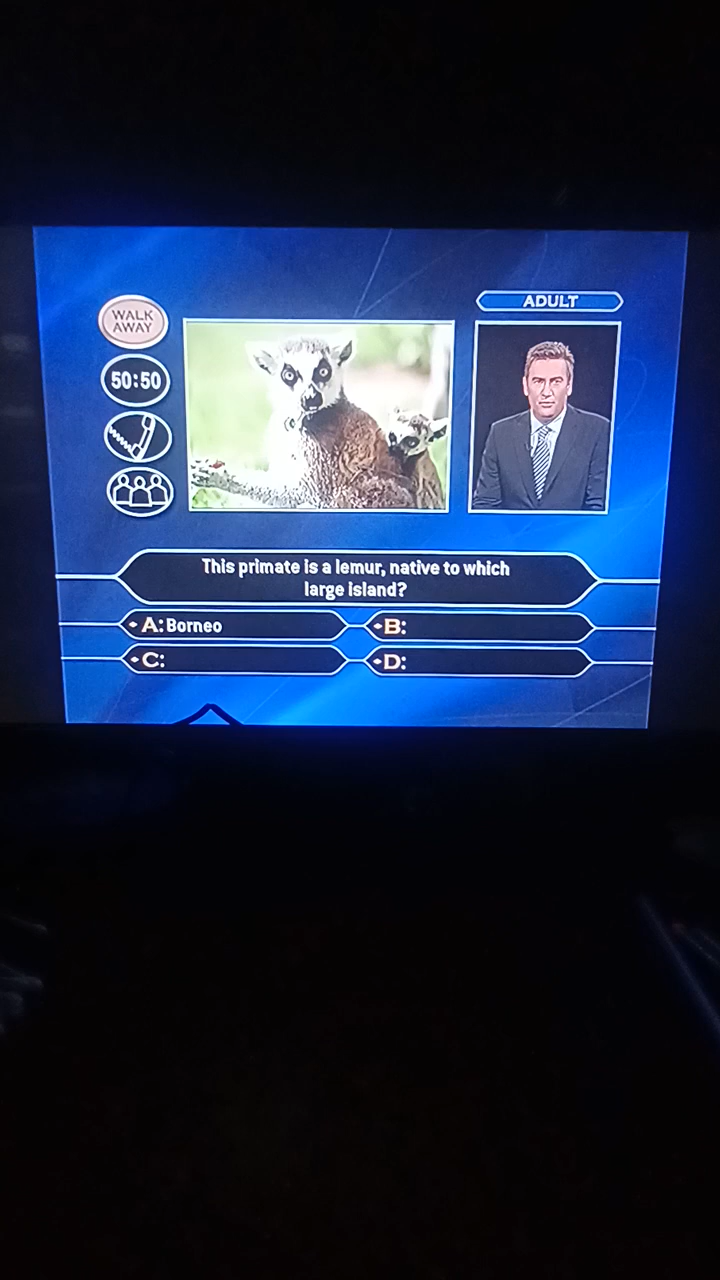 ADULT
WALK
AWAY
50:50
This primate is a lemur, native to which
large island?
A: Borneo
B:
C:
D: